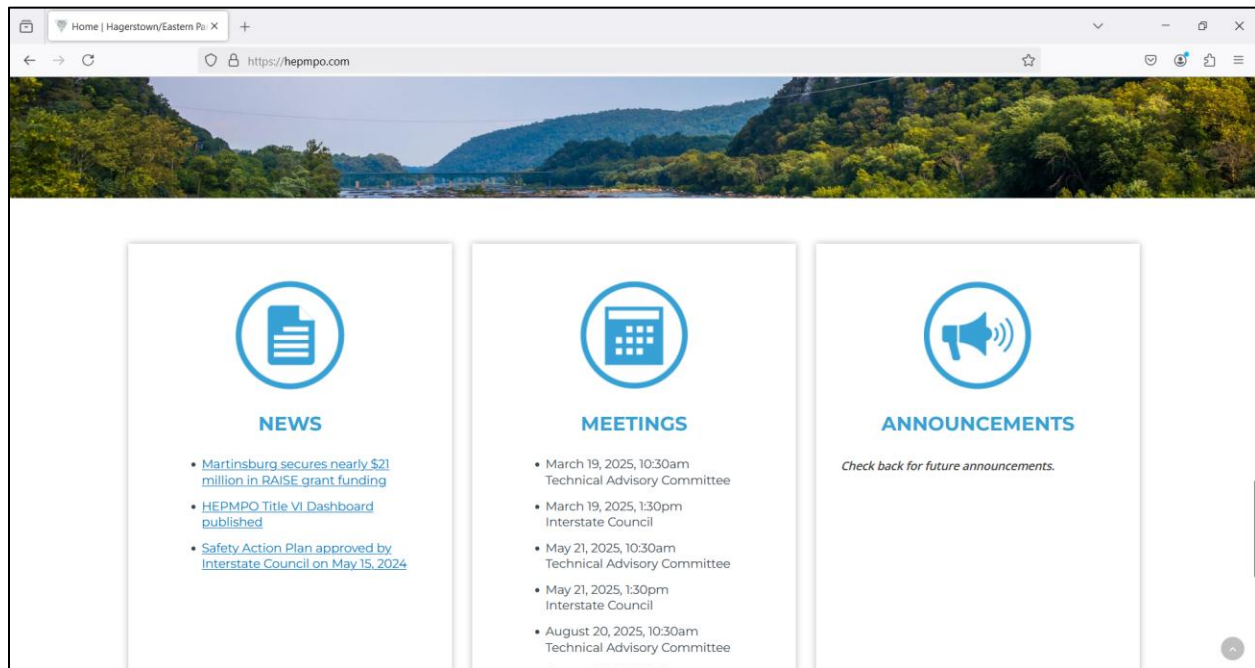 Home | Hagerstown/Eastern Pa
https://hepmpo.com
NEWS
Martinsburg secures nearly $21
million in RAISE grant funding
HEPMPO Title VI Dashboard
published
Safety Action Plan approved by
Interstate Council on May 15, 2024
MEETINGS
March 19, 2025, 10:30am
Technical Advisory Committee
March 19, 2025, 1:30pm
Interstate Council
May 21, 2025, 10:30am
Technical Advisory Committee
May 21, 2025, 1:30pm
Interstate Council
August 20, 2025, 10:30am
Technical Advisory Committee
ANNOUNCEMENTS
Check back for future announcements.